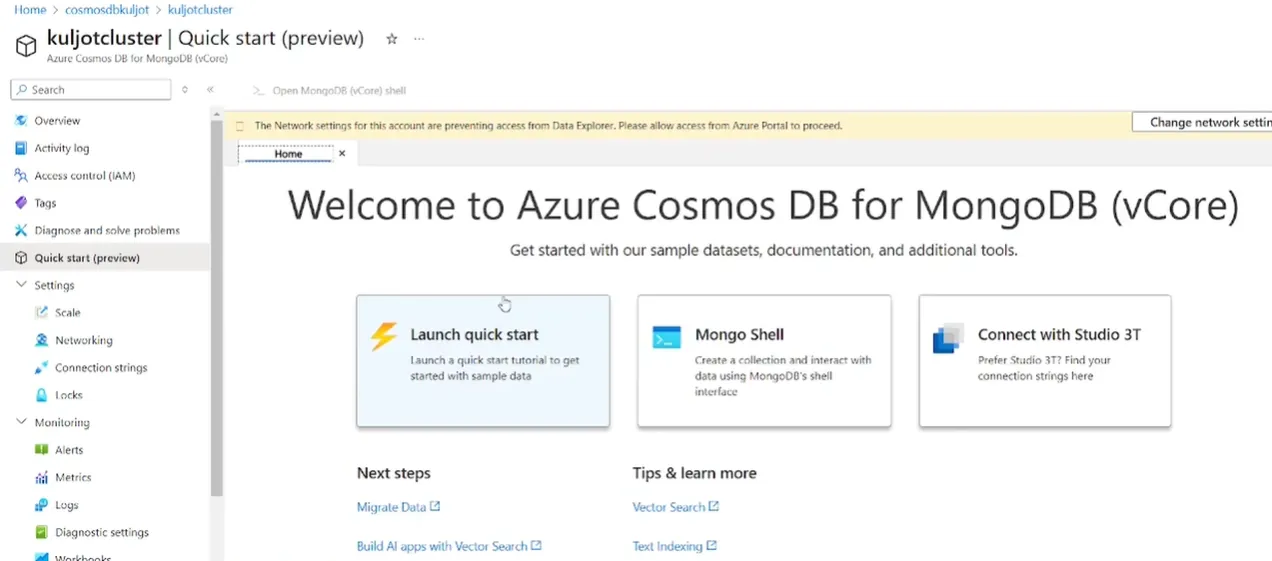 Home > cosmosdbkuljot > kuljotcluster
kuljotcluster | Quick start (preview)
Azure Cosmos DB for MongoDB (vCore)
Search
Open MongoDB (vCore) shell
Overview
Activity log
Access control (IAM)
Tags
Diagnose and solve problems
Quick start (preview)
Settings
Scale
Networking
Connection strings
Locks
Monitoring
Alerts
Metrics
Logs
Diagnostic settings
Workbooks
The Network settings for this account are preventing access from Data Explorer. Please allow access from Azure Portal to proceed.
Change network settin
Home
Welcome to Azure Cosmos DB for MongoDB (vCore)
Get started with our sample datasets, documentation, and additional tools.
Launch quick start
Launch a quick start tutorial to get
started with sample data
Mongo Shell
Create a collection and interact with
data using MongoDB's shell
interface
Connect with Studio 3T
Prefer Studio 3T? Find your
connection strings here
Next steps
Migrate Data
Build AI apps with Vector Search
Tips & learn more
Vector Search
Text Indexing